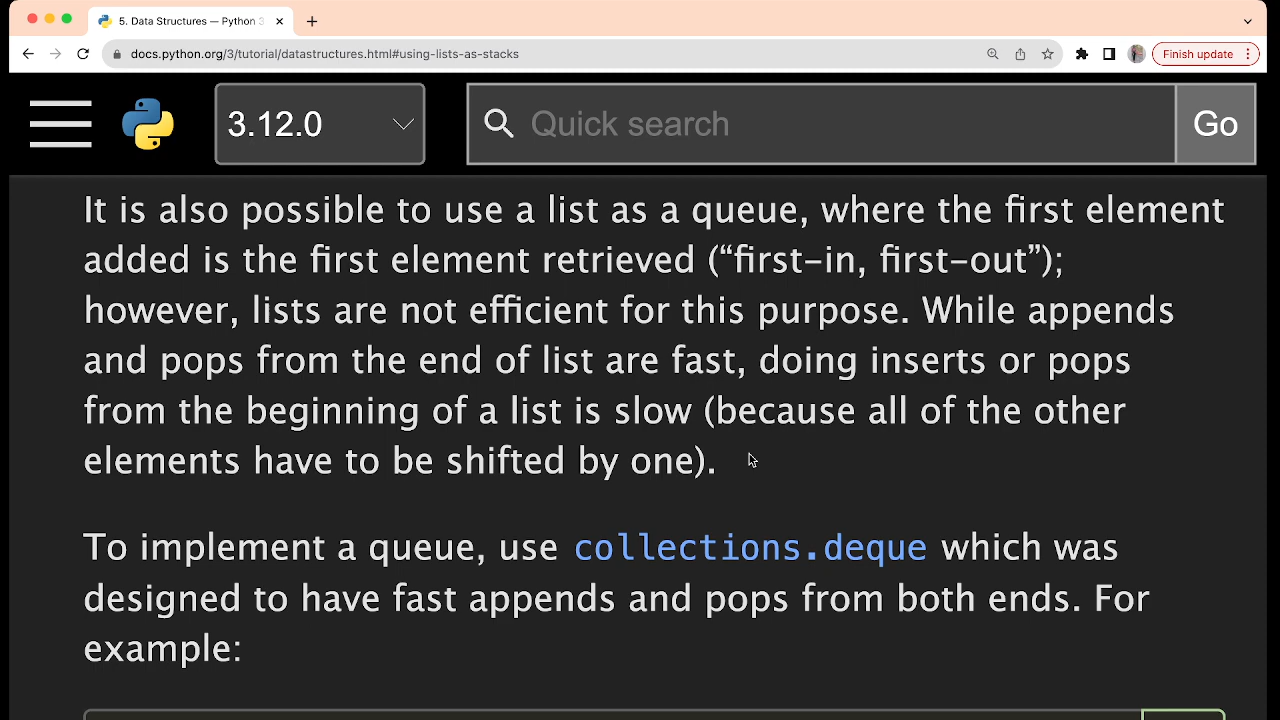 5. Data Structures — Python 3
docs.python.org/3/tutorial/datastructures.html#using-lists-as-stacks
Finish update
3.12.0
Quick search
Go
It is also possible to use a list as a queue, where the first element
added is the first element retrieved (“first-in, first-out”);
however, lists are not efficient for this purpose. While appends
and pops from the end of list are fast, doing inserts or pops
from the beginning of a list is slow (because all of the other
elements have to be shifted by one).
To implement a queue, use collections.deque which was
designed to have fast appends and pops from both ends. For
example: